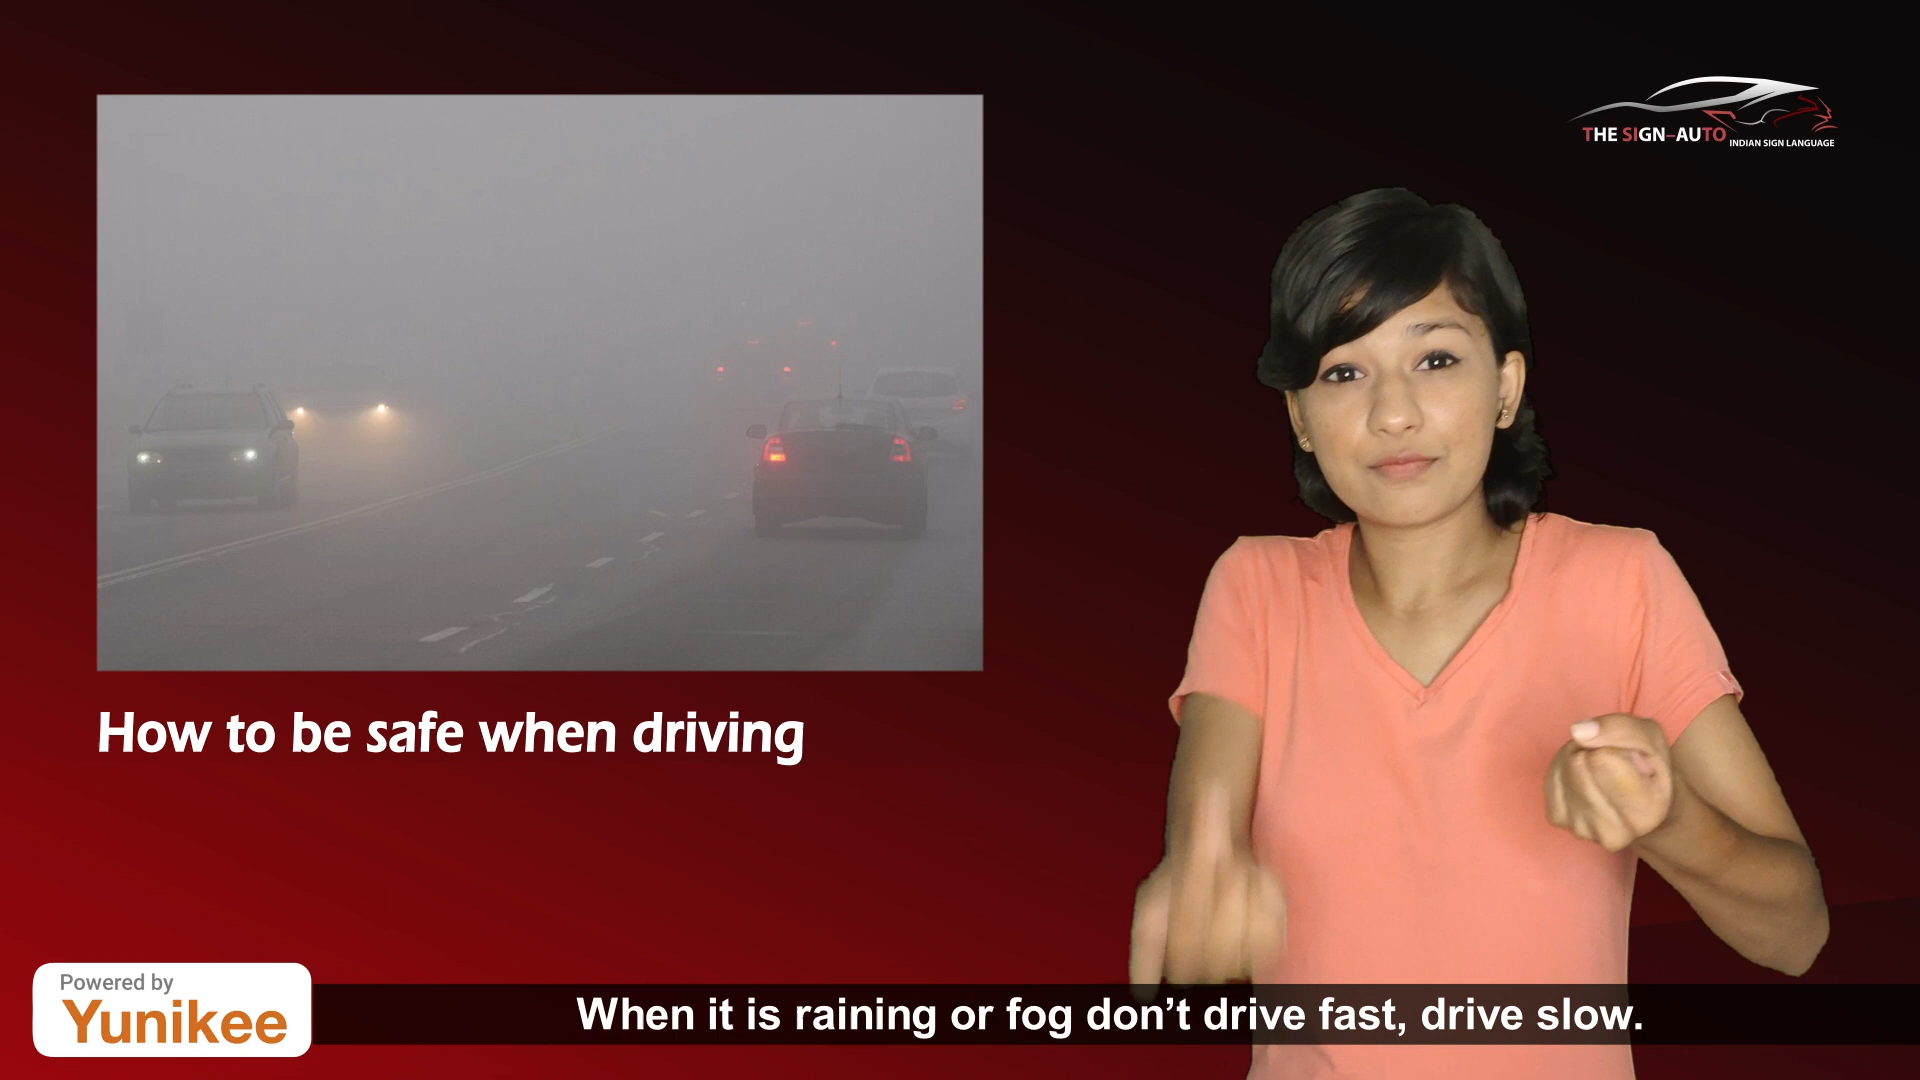 THE SIGN-AUTO
INDIAN SIGN LANGUAGE
How to be safe when driving
Powered by
Yunikee
When it is raining or fog don’t drive fast, drive slow.